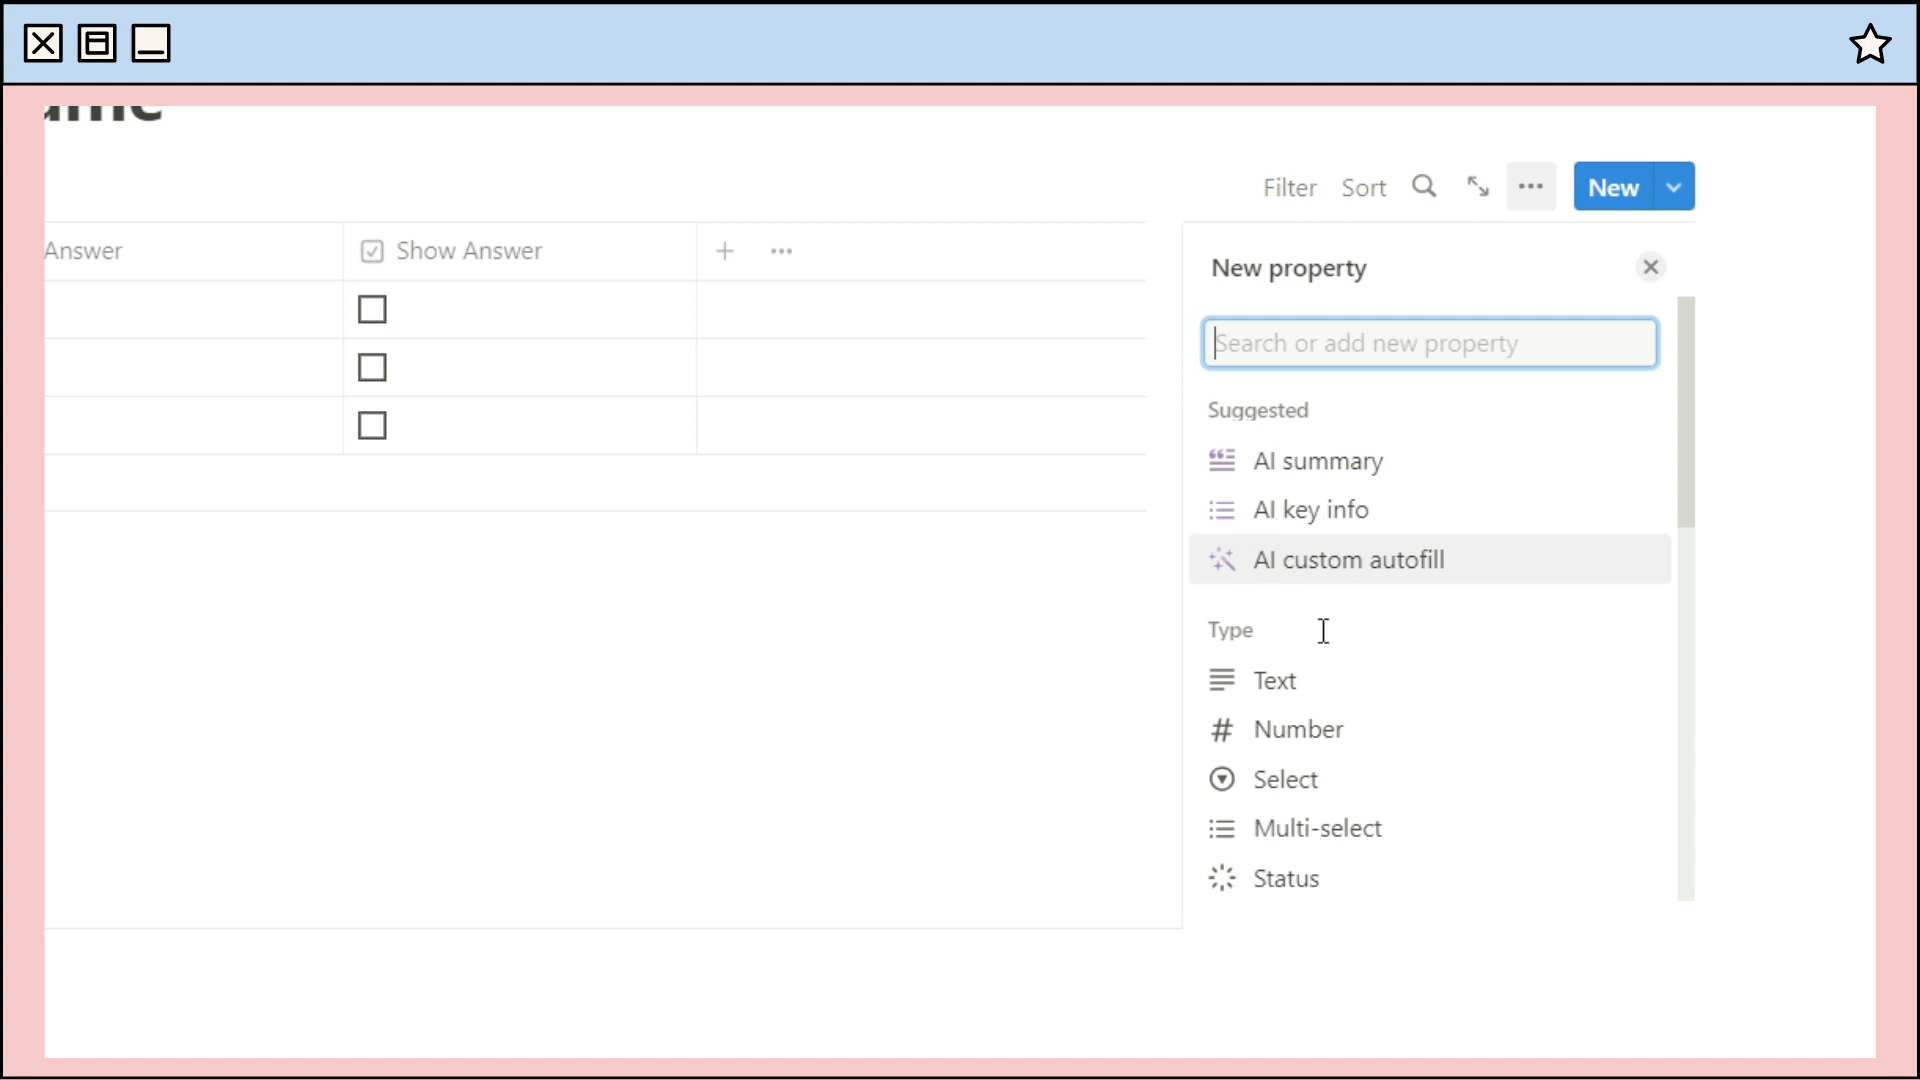 Filter Sort New
Answer Show Answer
New property
Search or add new property
Suggested
AI summary
AI key info
AI custom autofill
Type
Text
Number
Select
Multi-select
Status